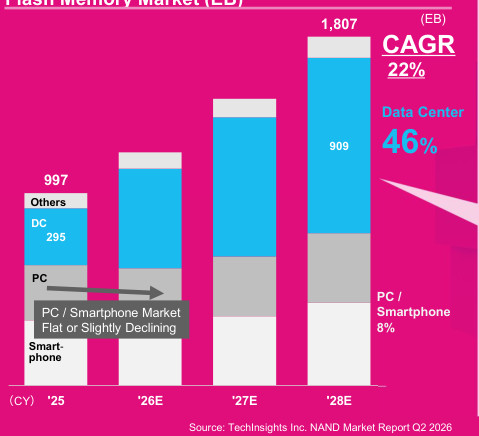 Flash Memory Market (EB)
(EB)
1,807
CAGR
22%
Data Center
46%
909
997
Others
DC
295
PC
PC / Smartphone Market
Flat or Slightly Declining
Smart-
phone
PC /
Smartphone
8%
(CY) '25 '26E '27E '28E
Source: TechInsights Inc. NAND Market Report Q2 2026